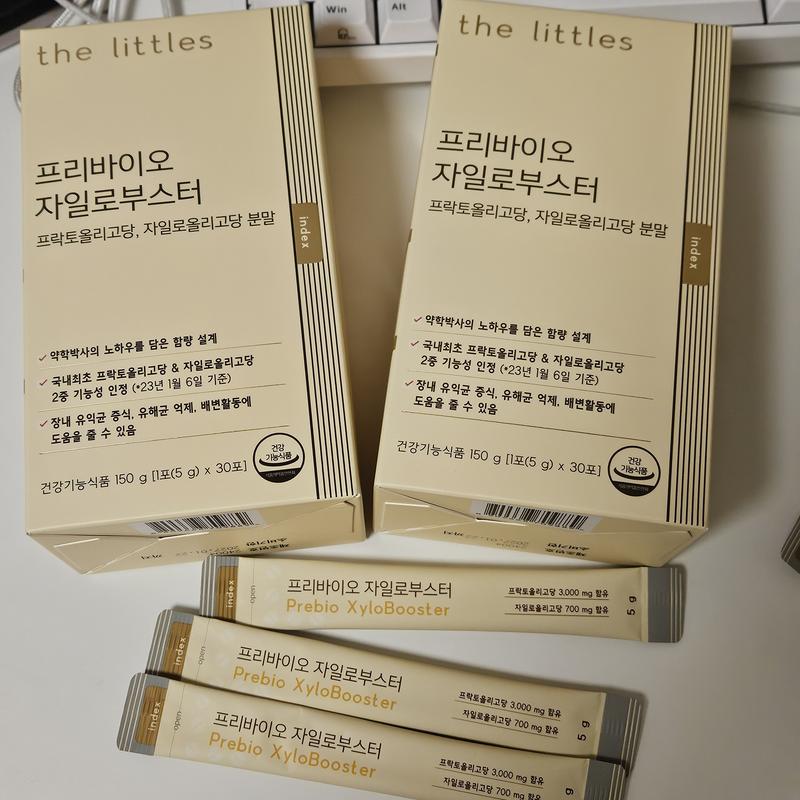 Win
Alt
the littles
프리바이오
자일로부스터
프락토올리고당, 자일로올리고당 분말
index
약학박사의 노하우를 담은 함량 설계
국내최초 프락토올리고당 & 자일로올리고당
2중 기능성 인정 (*23년 1월 6일 기준)
장내 유익균 증식, 유해균 억제, 배변활동에
도움을 줄 수 있음
건강기능식품 150 g [1포(5 g) x 30포]
건강
기능식품
the littles
프리바이오
자일로부스터
프락토올리고당, 자일로올리고당 분말
index
약학박사의 노하우를 담은 함량 설계
국내최초 프락토올리고당 & 자일로올리고당
2중 기능성 인정 (*23년 1월 6일 기준)
장내 유익균 증식, 유해균 억제, 배변활동에
도움을 줄 수 있음
건강기능식품 150 g [1포(5 g) x 30포]
건강
기능식품
index
open
프리바이오 자일로부스터
Prebio XyloBooster
프락토올리고당 3,000 mg 함유
자일로올리고당 700 mg 함유
5 g
index
open
프리바이오 자일로부스터
Prebio XyloBooster
프락토올리고당 3,000 mg 함유
자일로올리고당 700 mg 함유
5 g
index
open
프리바이오 자일로부스터
Prebio XyloBooster
프락토올리고당 3,000 mg 함유
자일로올리고당 700 mg 함유
5 g